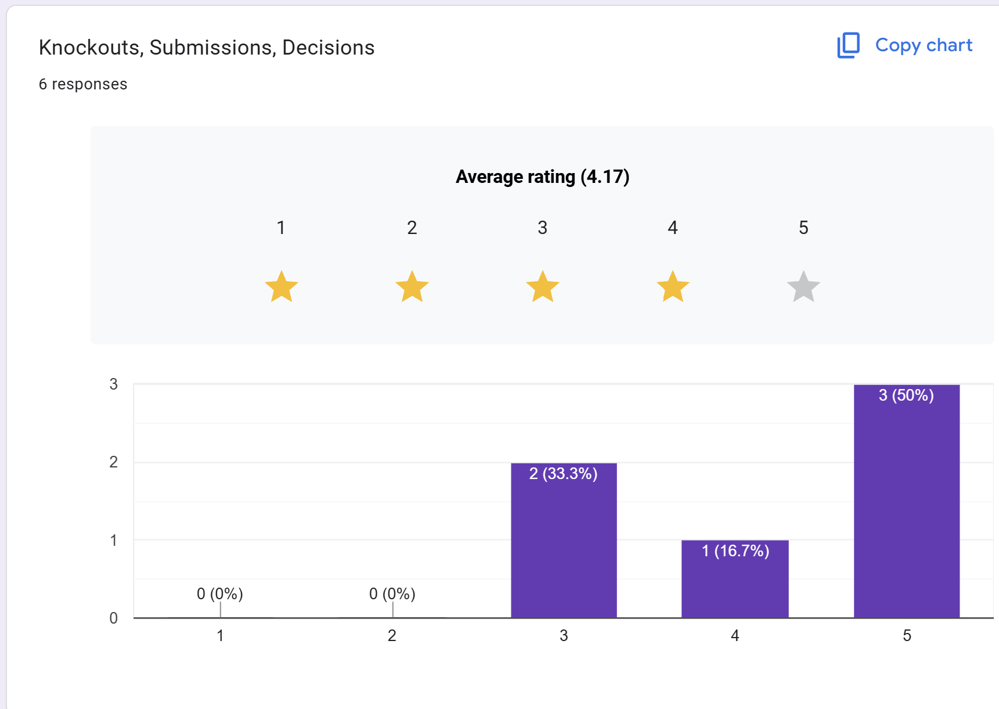 Knockouts, Submissions, Decisions
Copy chart
6 responses
Average rating (4.17)
1 2 3 4 5
3
3 (50%)
2
2 (33.3%)
1
1 (16.7%)
0 (0%) 0 (0%)
0
1 2 3 4 5